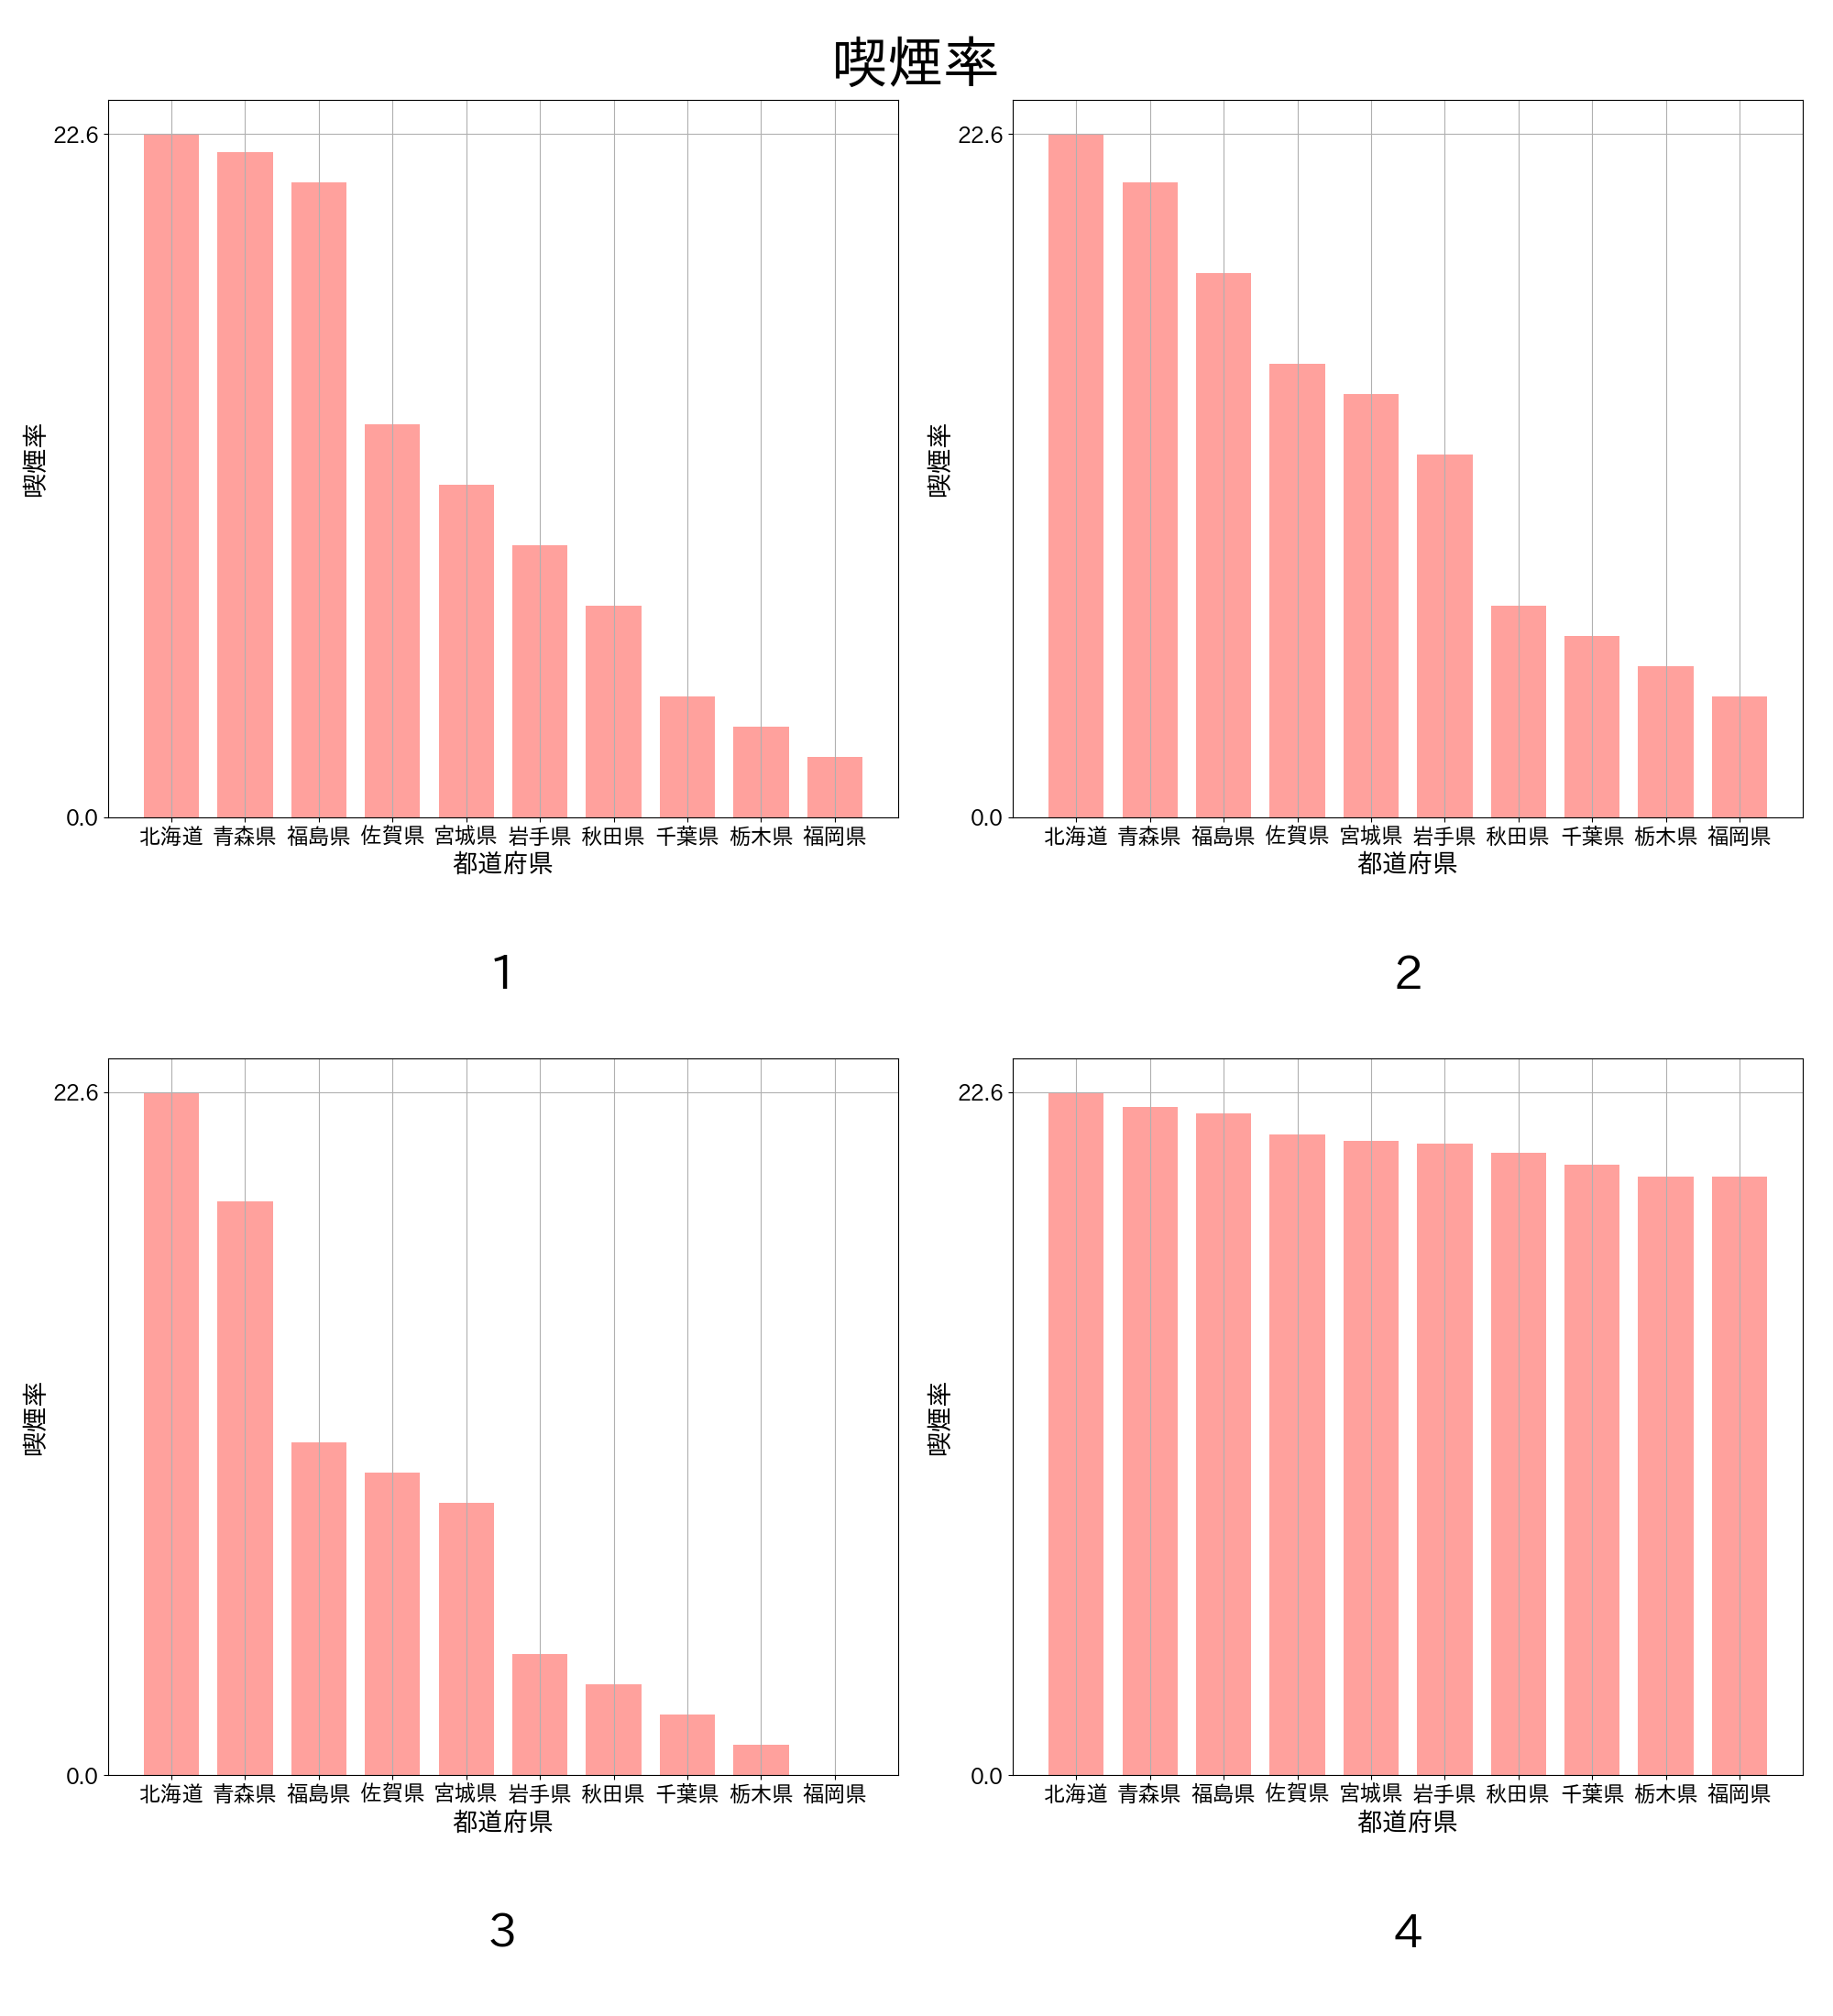 喫煙率
22.6
0.0
喫煙率
北海道 青森県 福島県 佐賀県 宮城県 岩手県 秋田県 千葉県 栃木県 福岡県
都道府県
1
22.6
0.0
喫煙率
北海道 青森県 福島県 佐賀県 宮城県 岩手県 秋田県 千葉県 栃木県 福岡県
都道府県
2
22.6
0.0
喫煙率
北海道 青森県 福島県 佐賀県 宮城県 岩手県 秋田県 千葉県 栃木県 福岡県
都道府県
3
22.6
0.0
喫煙率
北海道 青森県 福島県 佐賀県 宮城県 岩手県 秋田県 千葉県 栃木県 福岡県
都道府県
4